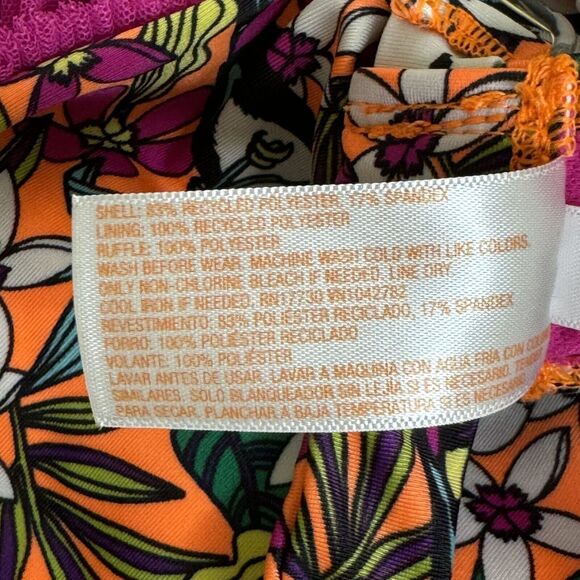 SHELL: 83% RECYCLED POLYESTER, 17% SPANDEX
LINING: 100% RECYCLED POLYESTER
RUFFLE: 100% POLYESTER
WASH BEFORE WEAR. MACHINE WASH COLD WITH LIKE COLORS.
ONLY NON-CHLORINE BLEACH IF NEEDED. LINE DRY.
COOL IRON IF NEEDED. RN17730 VN1042782
REVESTIMIENTO: 83% POLIÉSTER RECICLADO, 17% SPANDEX
FORRO: 100% POLIÉSTER RECICLADO
VOLANTE: 100% POLIÉSTER
LAVAR ANTES DE USAR. LAVAR A MÁQUINA CON AGUA FRÍA CON
SIMILARES. SOLO BLANQUEADOR SIN LEJÍA SI ES NECESARIO.
PARA SECAR. PLANCHAR A BAJA TEMPERATURA SI ES NECESARIO.